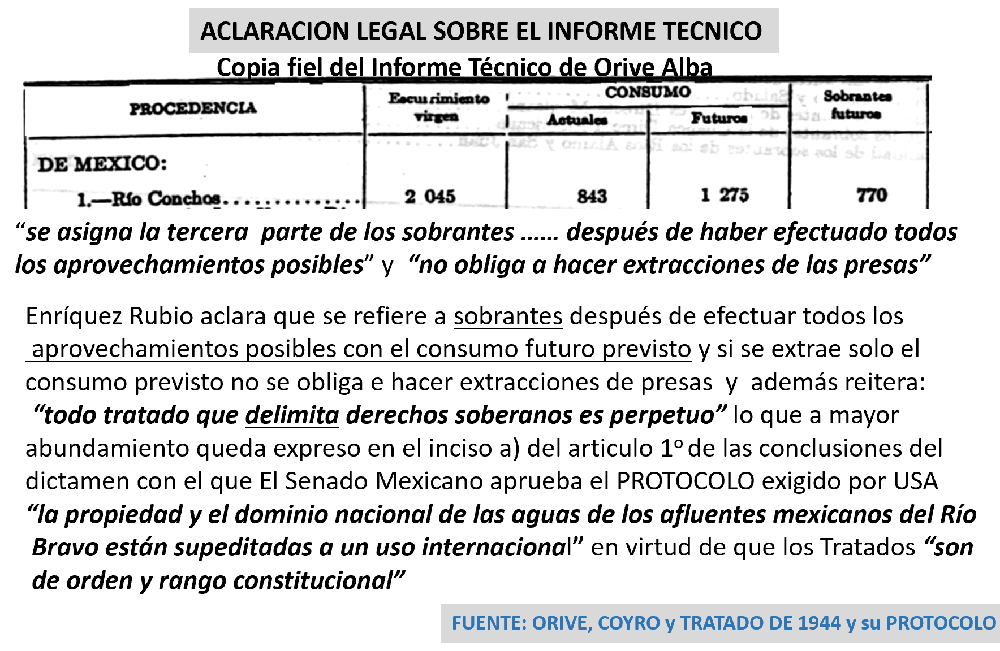 ACLARACION LEGAL SOBRE EL INFORME TECNICO
Copia fiel del Informe Técnico de Orive Alba
PROCEDENCIA
Escurrimiento virgen
CONSUMO
Actuales
Futuros
Sobrantes futuros
DE MEXICO:
1.—Río Conchos.............. 2 045 843 1 275 770
“se asigna la tercera parte de los sobrantes ...... después de haber efectuado todos
los aprovechamientos posibles” y “no obliga a hacer extracciones de las presas”
Enríquez Rubio aclara que se refiere a sobrantes después de efectuar todos los
aprovechamientos posibles con el consumo futuro previsto y si se extrae solo el
consumo previsto no se obliga e hacer extracciones de presas y además reitera:
“todo tratado que delimita derechos soberanos es perpetuo” lo que a mayor
abundamiento queda expreso en el inciso a) del articulo 1º de las conclusiones del
dictamen con el que El Senado Mexicano aprueba el PROTOCOLO exigido por USA
“la propiedad y el dominio nacional de las aguas de los afluentes mexicanos del Río
Bravo están supeditadas a un uso internacional” en virtud de que los Tratados “son
de orden y rango constitucional”
FUENTE: ORIVE, COYRO y TRATADO DE 1944 y su PROTOCOLO